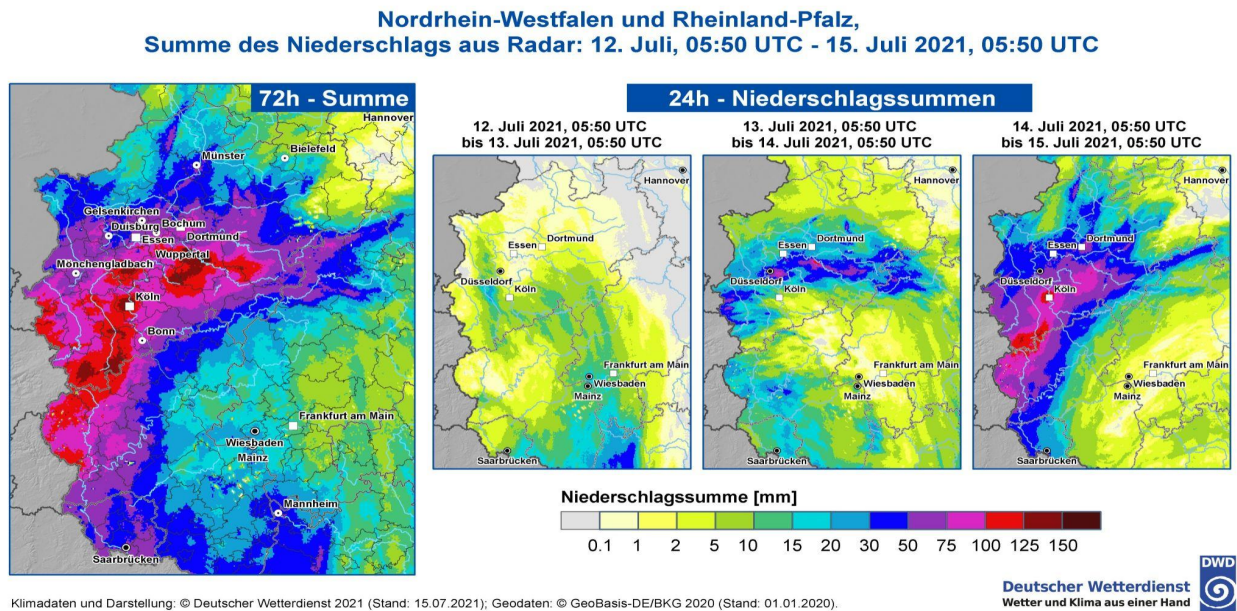 Nordrhein-Westfalen und Rheinland-Pfalz,
Summe des Niederschlags aus Radar: 12. Juli, 05:50 UTC - 15. Juli 2021, 05:50 UTC
72h - Summe
Hannover
Münster
Bielefeld
Gelsenkirchen
Duisburg
Bochum
Essen
Dortmund
Wuppertal
Mönchengladbach
Köln
Bonn
Frankfurt am Main
Wiesbaden
Mainz
Mannheim
Saarbrücken
24h - Niederschlagssummen
12. Juli 2021, 05:50 UTC
bis 13. Juli 2021, 05:50 UTC
Hannover
Essen
Dortmund
Düsseldorf
Köln
Frankfurt am Main
Wiesbaden
Mainz
Saarbrücken
13. Juli 2021, 05:50 UTC
bis 14. Juli 2021, 05:50 UTC
Hannover
Essen
Dortmund
Düsseldorf
Köln
Frankfurt am Main
Wiesbaden
Mainz
Saarbrücken
14. Juli 2021, 05:50 UTC
bis 15. Juli 2021, 05:50 UTC
Hannover
Essen
Dortmund
Düsseldorf
Köln
Frankfurt am Main
Wiesbaden
Mainz
Saarbrücken
Niederschlagssumme [mm]
0.1 1 2 5 10 15 20 30 50 75 100 125 150
DWD
Deutscher Wetterdienst
Wetter und Klima aus einer Hand
Klimadaten und Darstellung: © Deutscher Wetterdienst 2021 (Stand: 15.07.2021); Geodaten: © GeoBasis-DE/BKG 2020 (Stand: 01.01.2020).